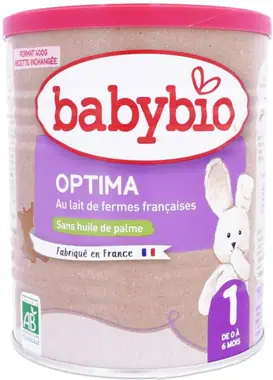 FORMAT 400G
RECETTE INCHANGÉE
babybio
OPTIMA
Au lait de fermes françaises
Sans huile de palme
Fabriqué en France
1
DE 0 À
6 MOIS
AB